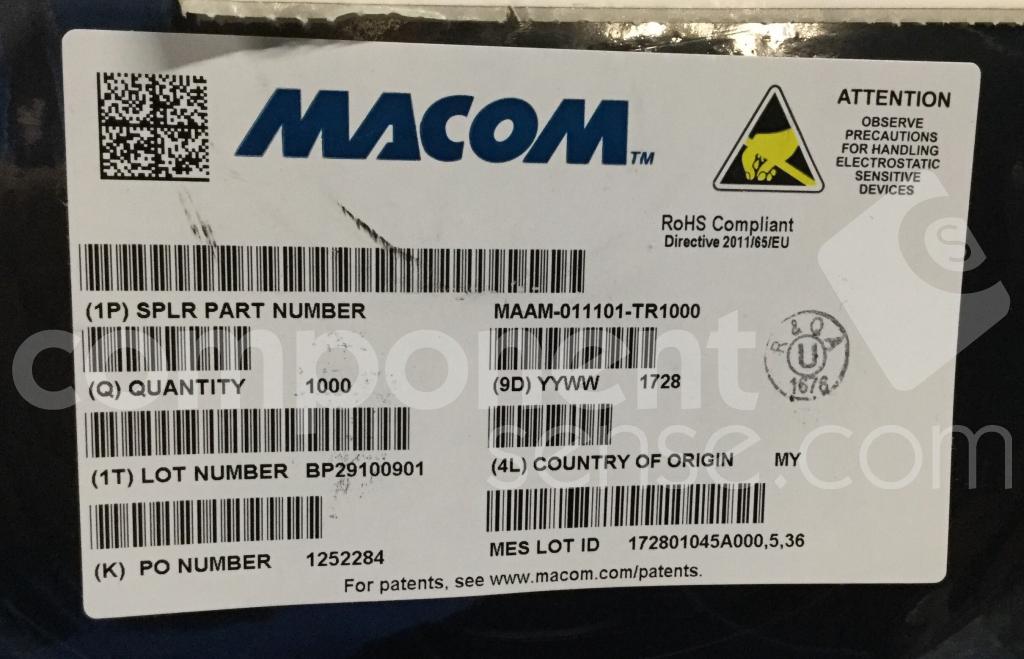 MACOM™
ATTENTION
OBSERVE
PRECAUTIONS
FOR HANDLING
ELECTROSTATIC
SENSITIVE
DEVICES
RoHS Compliant
Directive 2011/65/EU
(1P) SPLR PART NUMBER MAAM-011101-TR1000
(Q) QUANTITY 1000
(9D) YYWW 1728
R & Q A
U
1676
(1T) LOT NUMBER BP29100901
(4L) COUNTRY OF ORIGIN MY
(K) PO NUMBER 1252284
MES LOT ID 172801045A000,5,36
For patents, see www.macom.com/patents.
component
sense.com
CS